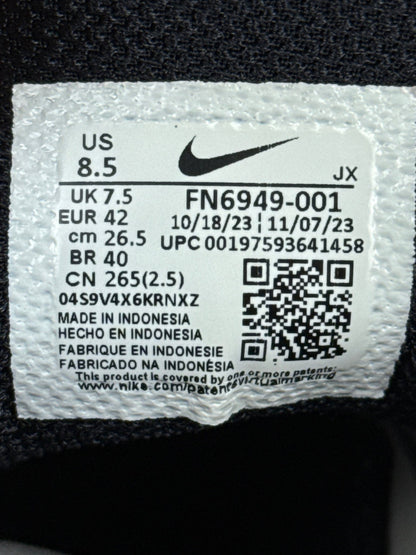 US
8.5
JX
UK 7.5
FN6949-001
EUR 42
10/18/23 | 11/07/23
cm 26.5
UPC 00197593641458
BR 40
CN 265(2.5)
04S9V4X6KRNXZ
MADE IN INDONESIA
HECHO EN INDONESIA
FABRIQUE EN INDONESIE
FABRICADO NA INDONÉSIA
This product is covered by one or more patents:
www.nike.com/patentsvirtualmarking